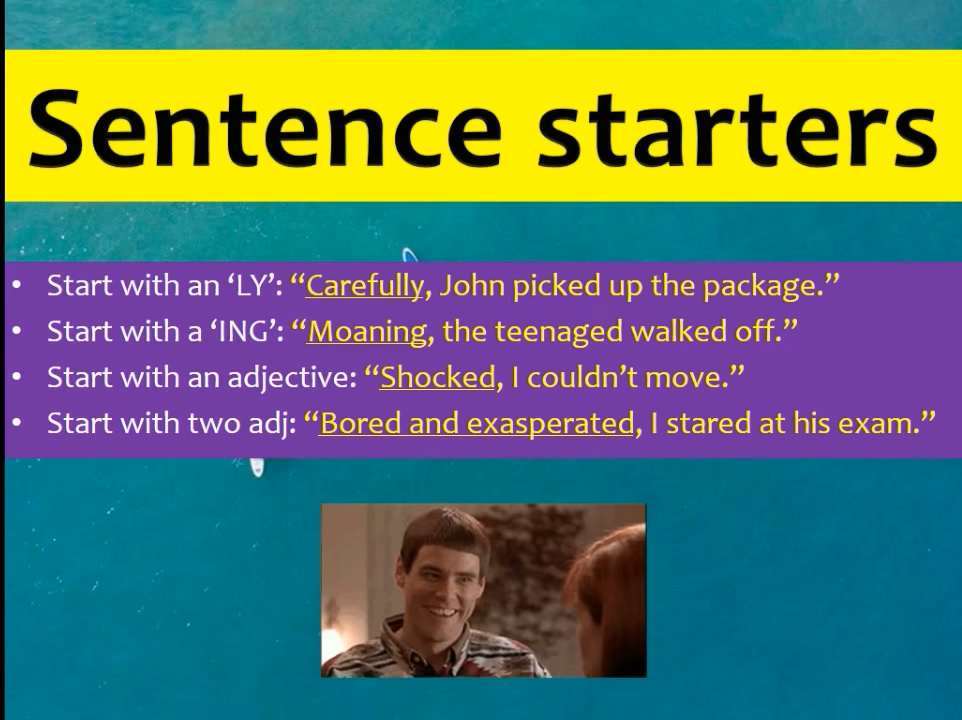 Sentence starters
• Start with an ‘LY’: “Carefully, John picked up the package.”
• Start with a ‘ING’: “Moaning, the teenaged walked off.”
• Start with an adjective: “Shocked, I couldn’t move.”
• Start with two adj: “Bored and exasperated, I stared at his exam.”